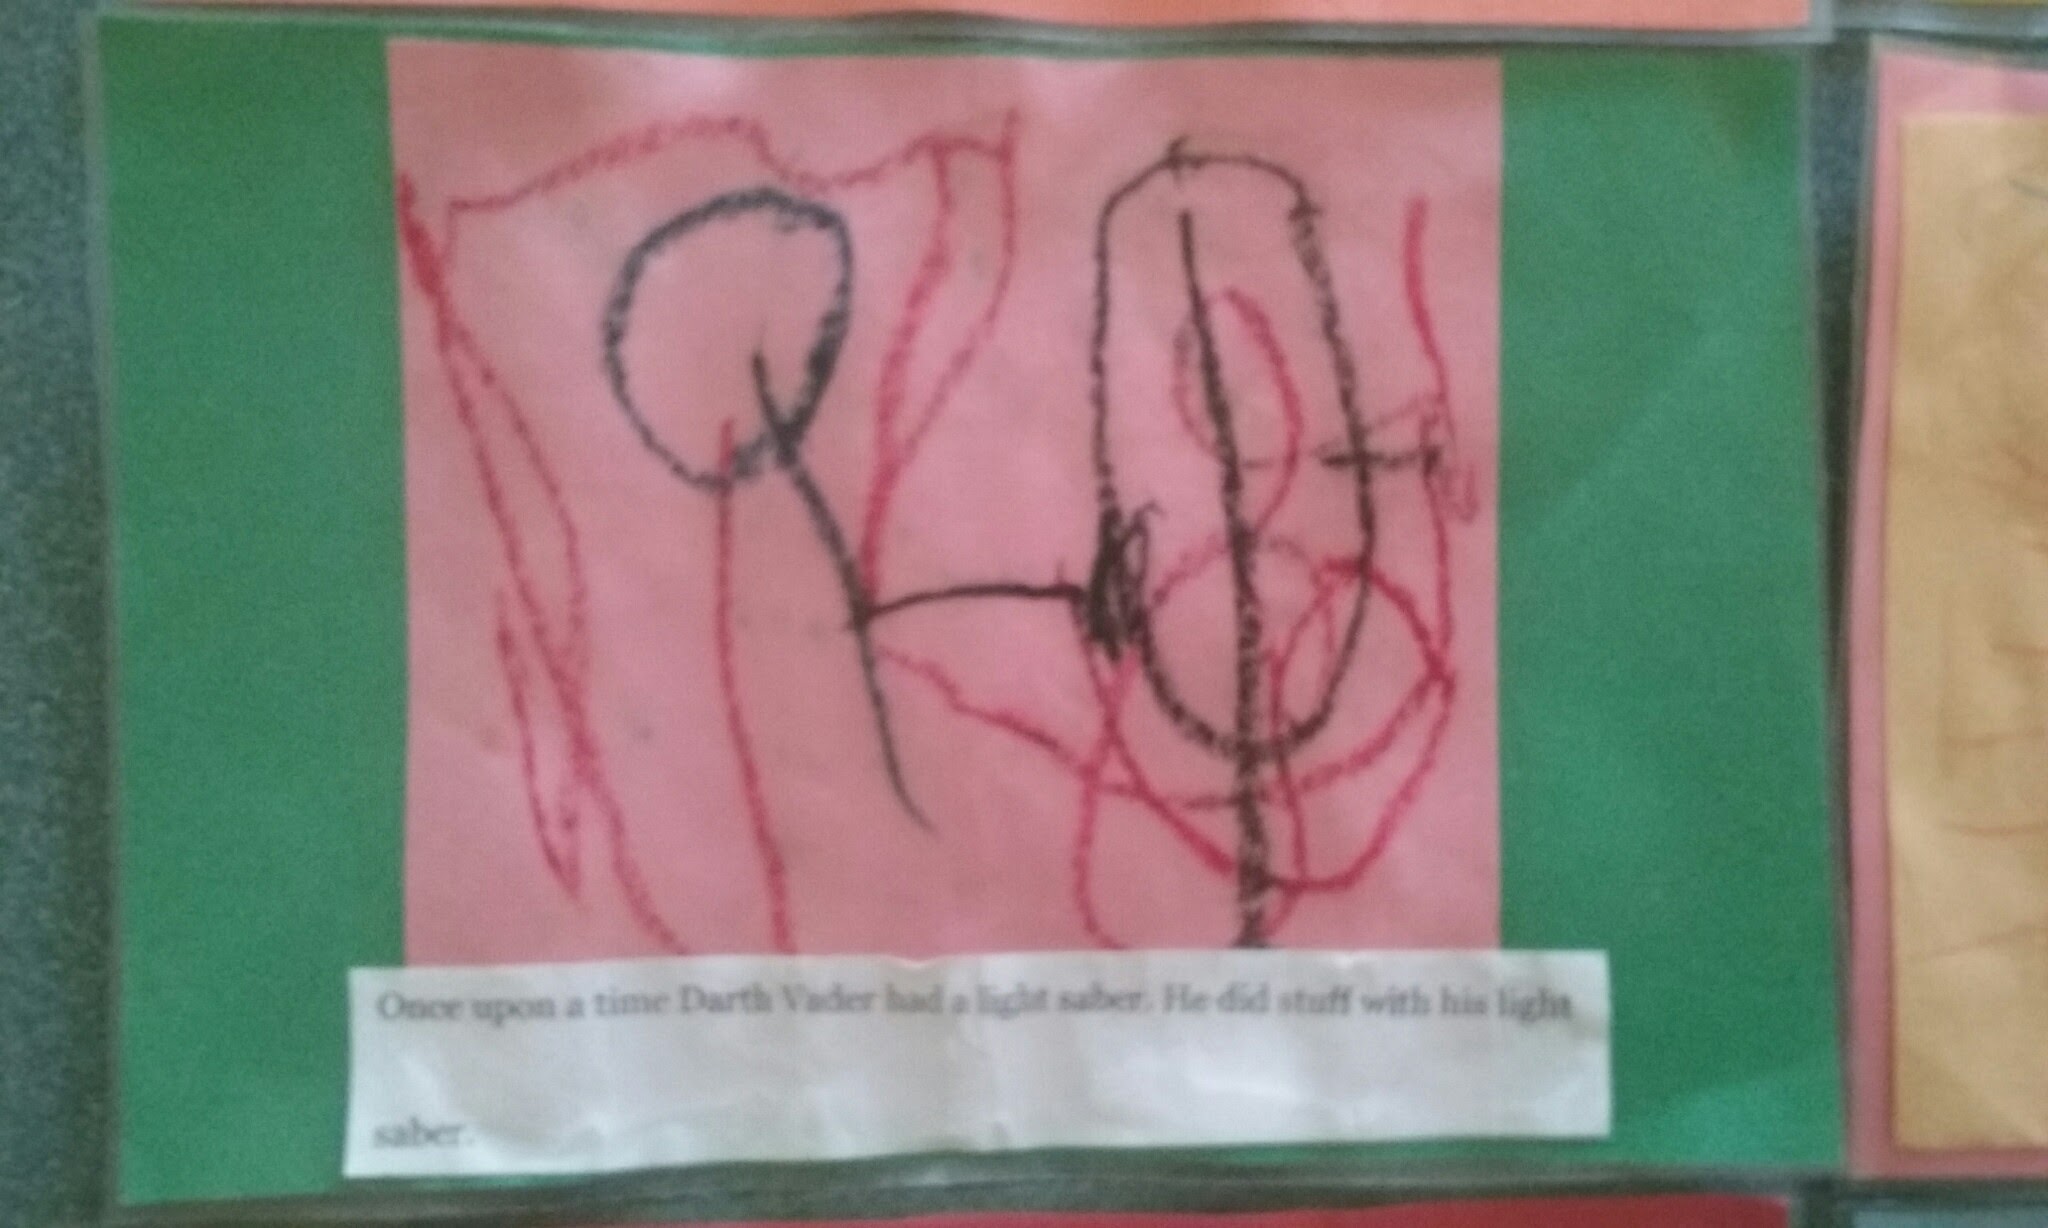 Once upon a time Darth Vader had a light saber. He did stuff with his light
saber.